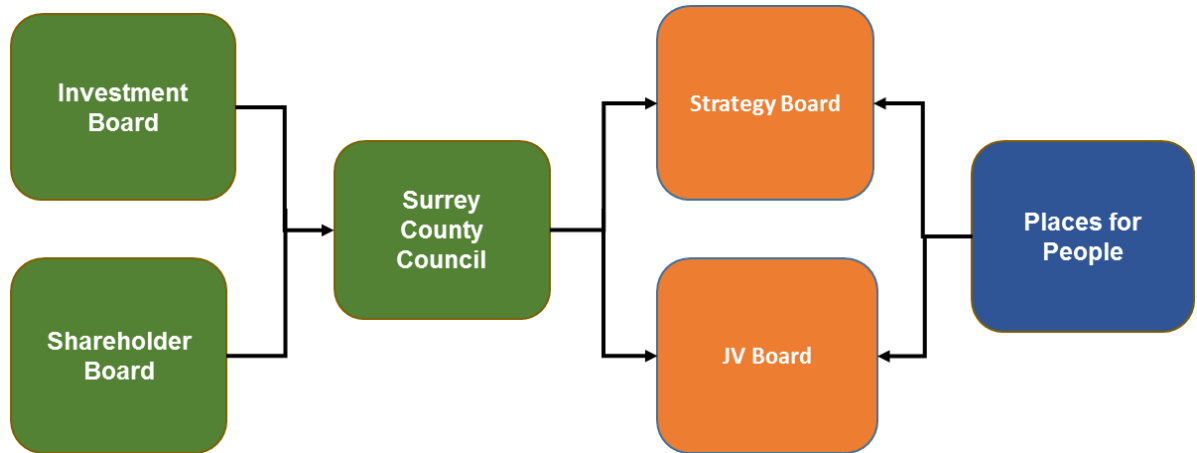 Investment
Board
Shareholder
Board
Surrey
County
Council
Strategy Board
JV Board
Places for
People